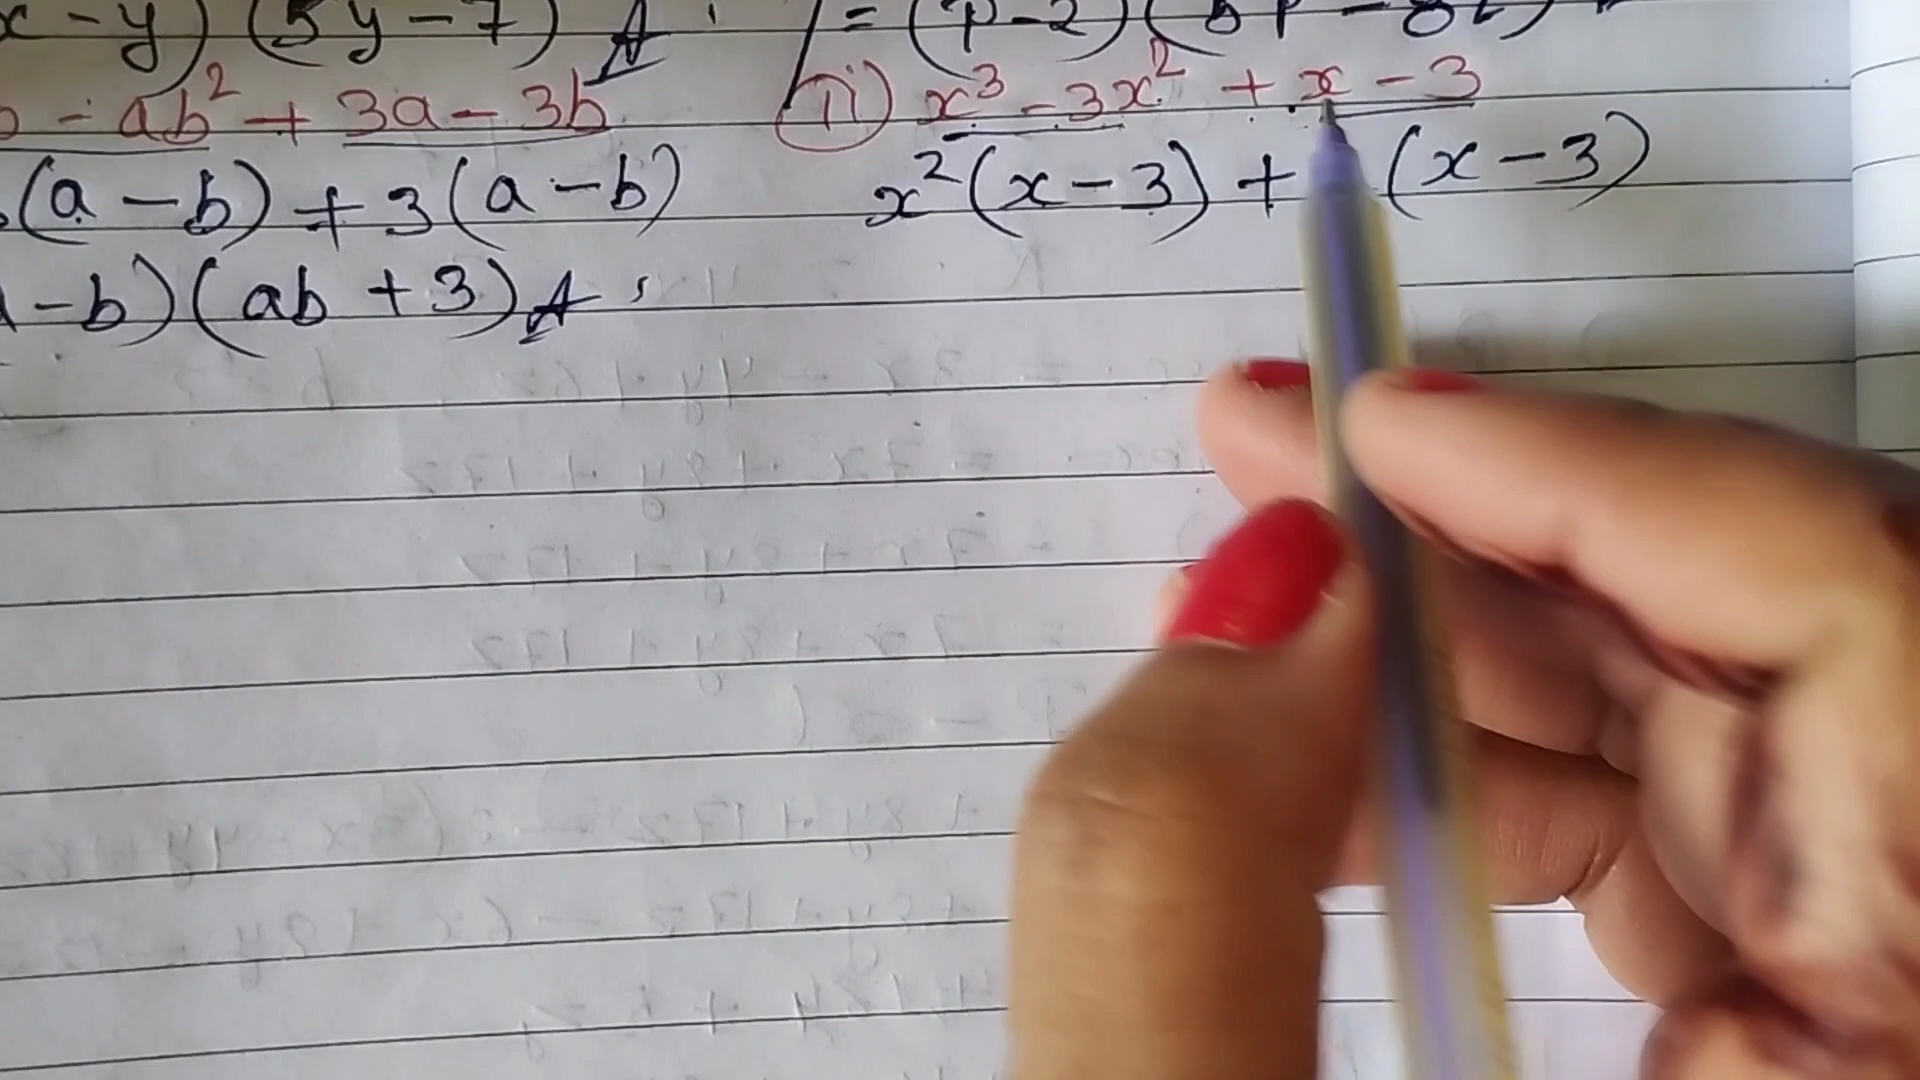 x - y) (5y - 7) A
= (p-2)(
- ab² + 3a - 3b
ii) x³ - 3x² + x - 3
(a - b) + 3(a - b)
x²(x - 3) + (x - 3)
- b)(ab + 3) A